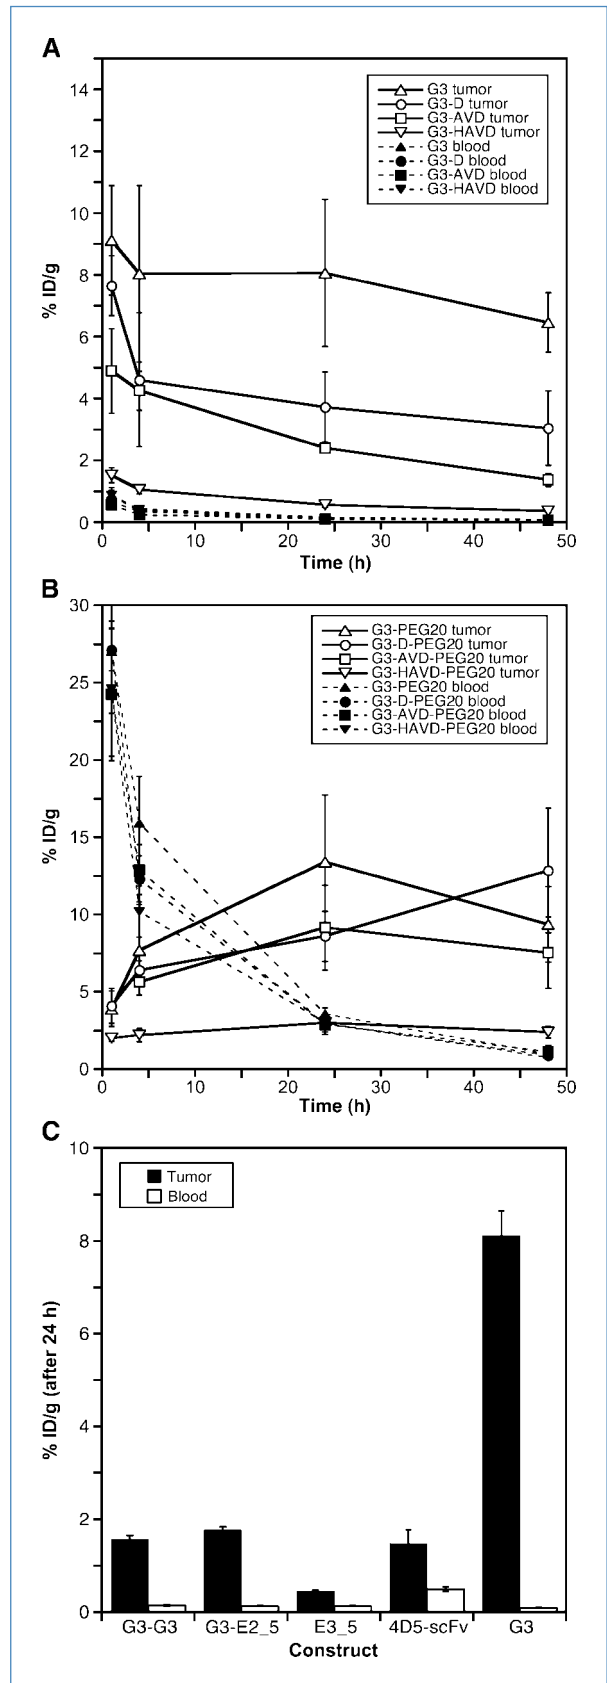 A
14
12
10
8
6
4
2
0
% ID/g
G3 tumor
G3-D tumor
G3-AVD tumor
G3-HAVD tumor
G3 blood
G3-D blood
G3-AVD blood
G3-HAVD blood
0 10 20 30 40 50
Time (h)
B
30
25
20
15
10
5
0
% ID/g
G3-PEG20 tumor
G3-D-PEG20 tumor
G3-AVD-PEG20 tumor
G3-HAVD-PEG20 tumor
G3-PEG20 blood
G3-D-PEG20 blood
G3-AVD-PEG20 blood
G3-HAVD-PEG20 blood
0 10 20 30 40 50
Time (h)
C
10
8
6
4
2
0
% ID/g (after 24 h)
Tumor
Blood
G3-G3 G3-E2_5 E3_5 4D5-scFv G3
Construct